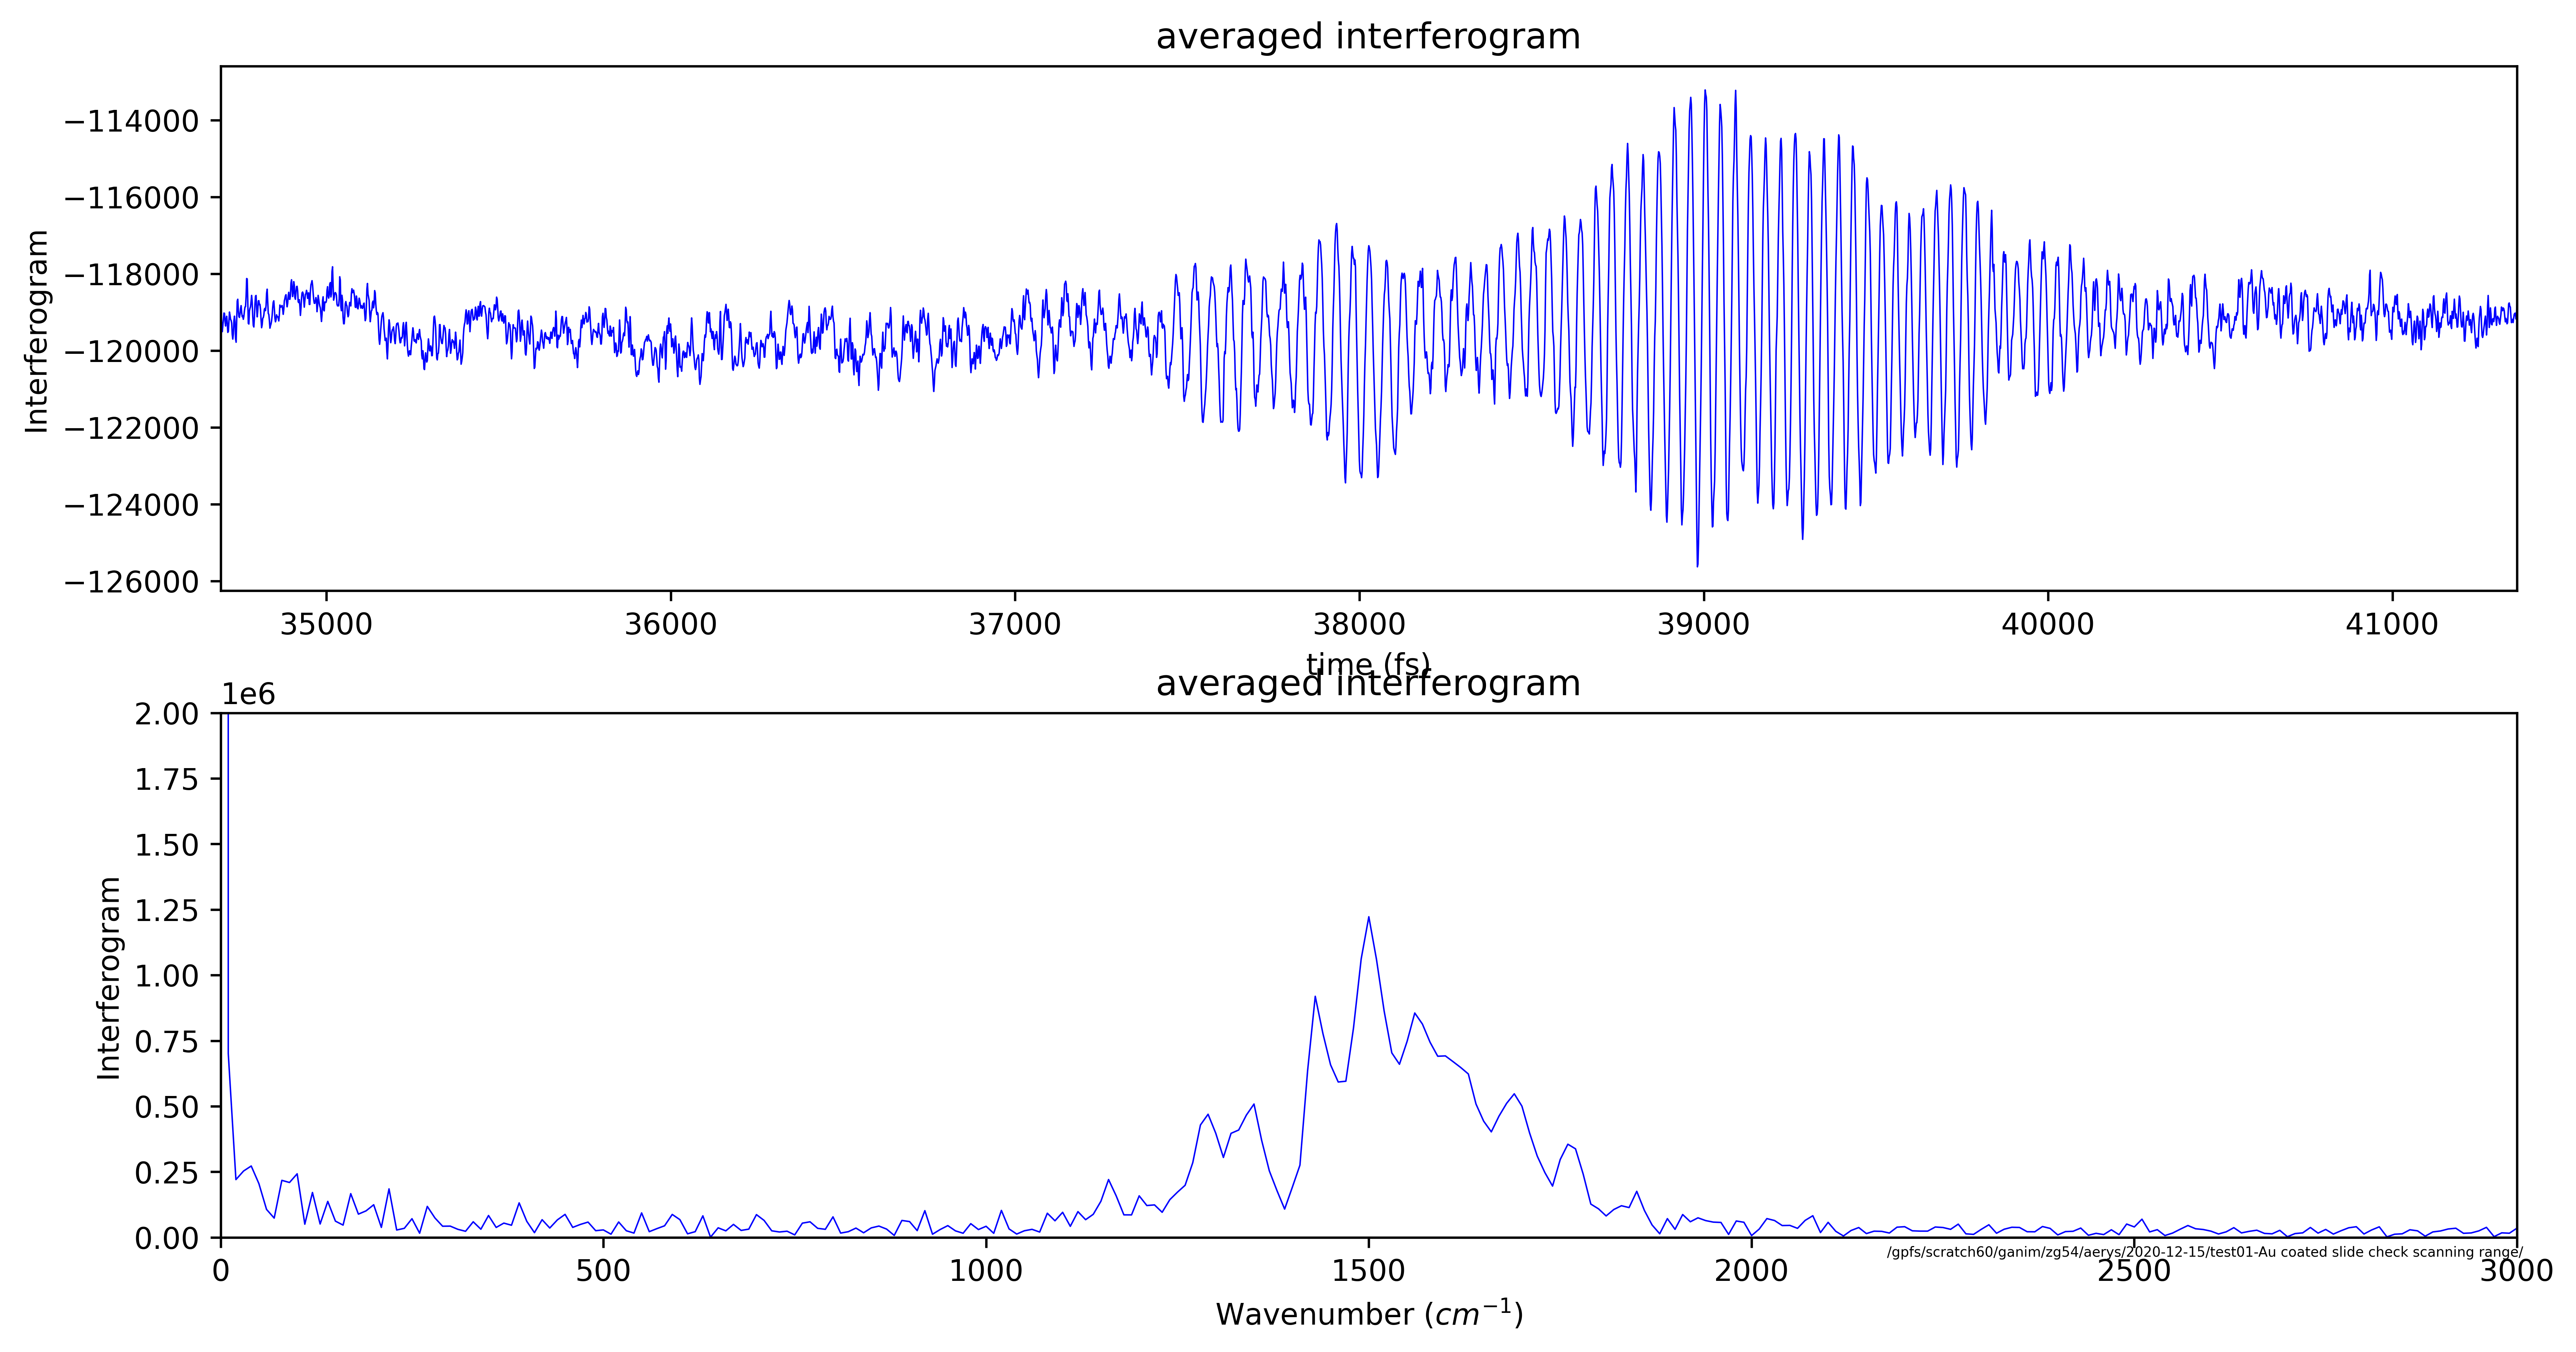 averaged interferogram
Interferogram
−114000
−116000
−118000
−120000
−122000
−124000
−126000
35000 36000 37000 38000 39000 40000 41000
time (fs)
averaged interferogram
1e6
Interferogram
2.00
1.75
1.50
1.25
1.00
0.75
0.50
0.25
0.00
/gpfs/scratch60/ganim/zg54/aerys/2020-12-15/test01-Au coated slide check scanning range/
0 500 1000 1500 2000 2500 3000
Wavenumber (cm⁻¹)